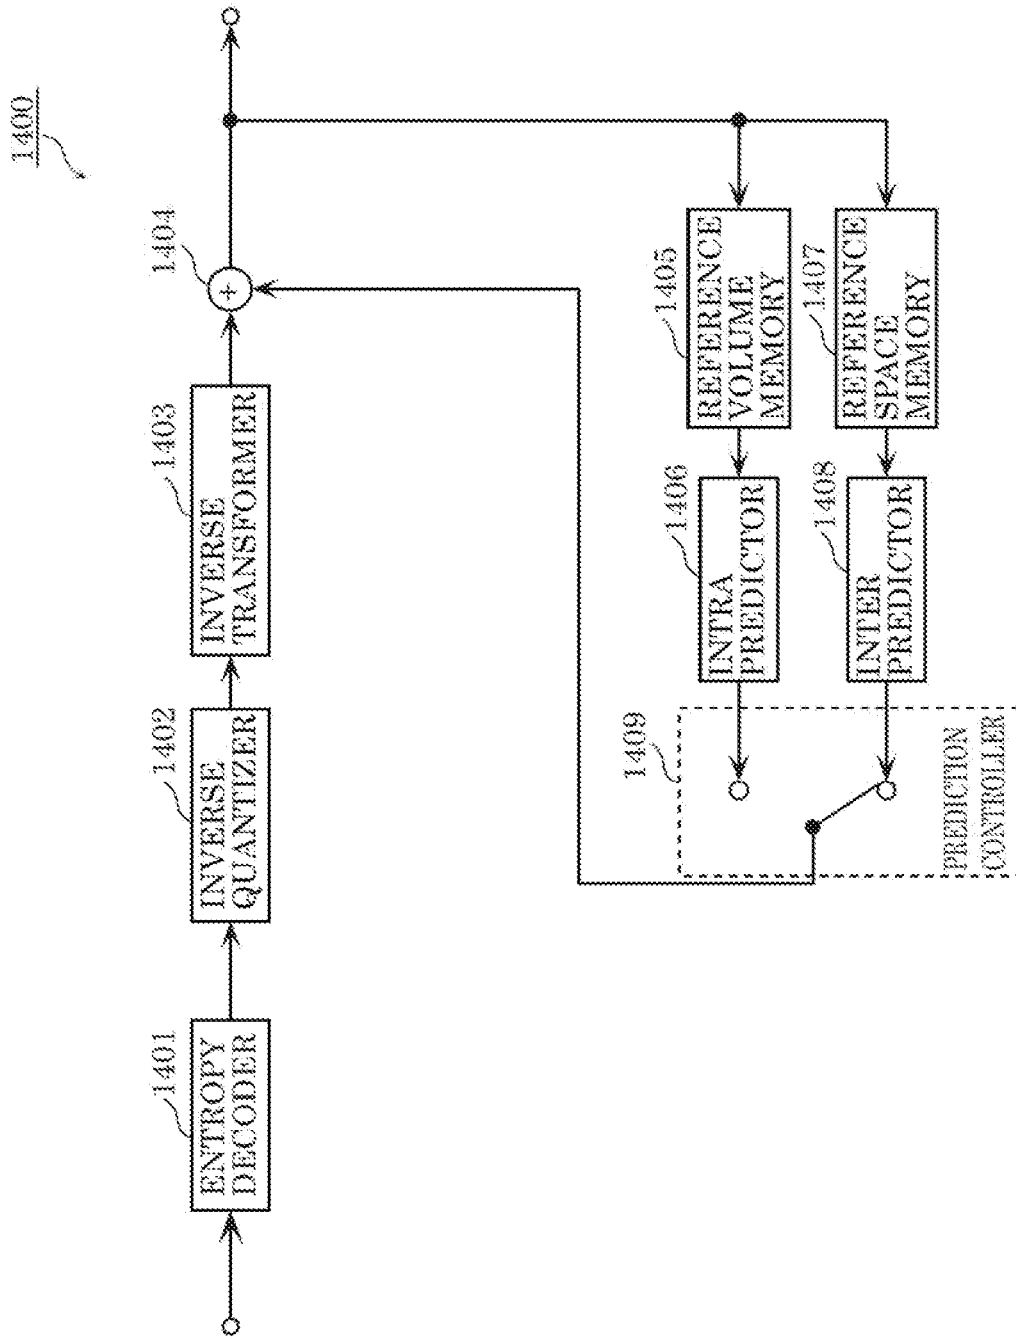 1400
1401
ENTROPY
DECODER
1402
INVERSE
QUANTIZER
1403
INVERSE
TRANSFORMER
1404
+
1409
PREDICTION
CONTROLLER
1406
INTRA
PREDICTOR
1405
REFERENCE
VOLUME
MEMORY
1408
INTER
PREDICTOR
1407
REFERENCE
SPACE
MEMORY